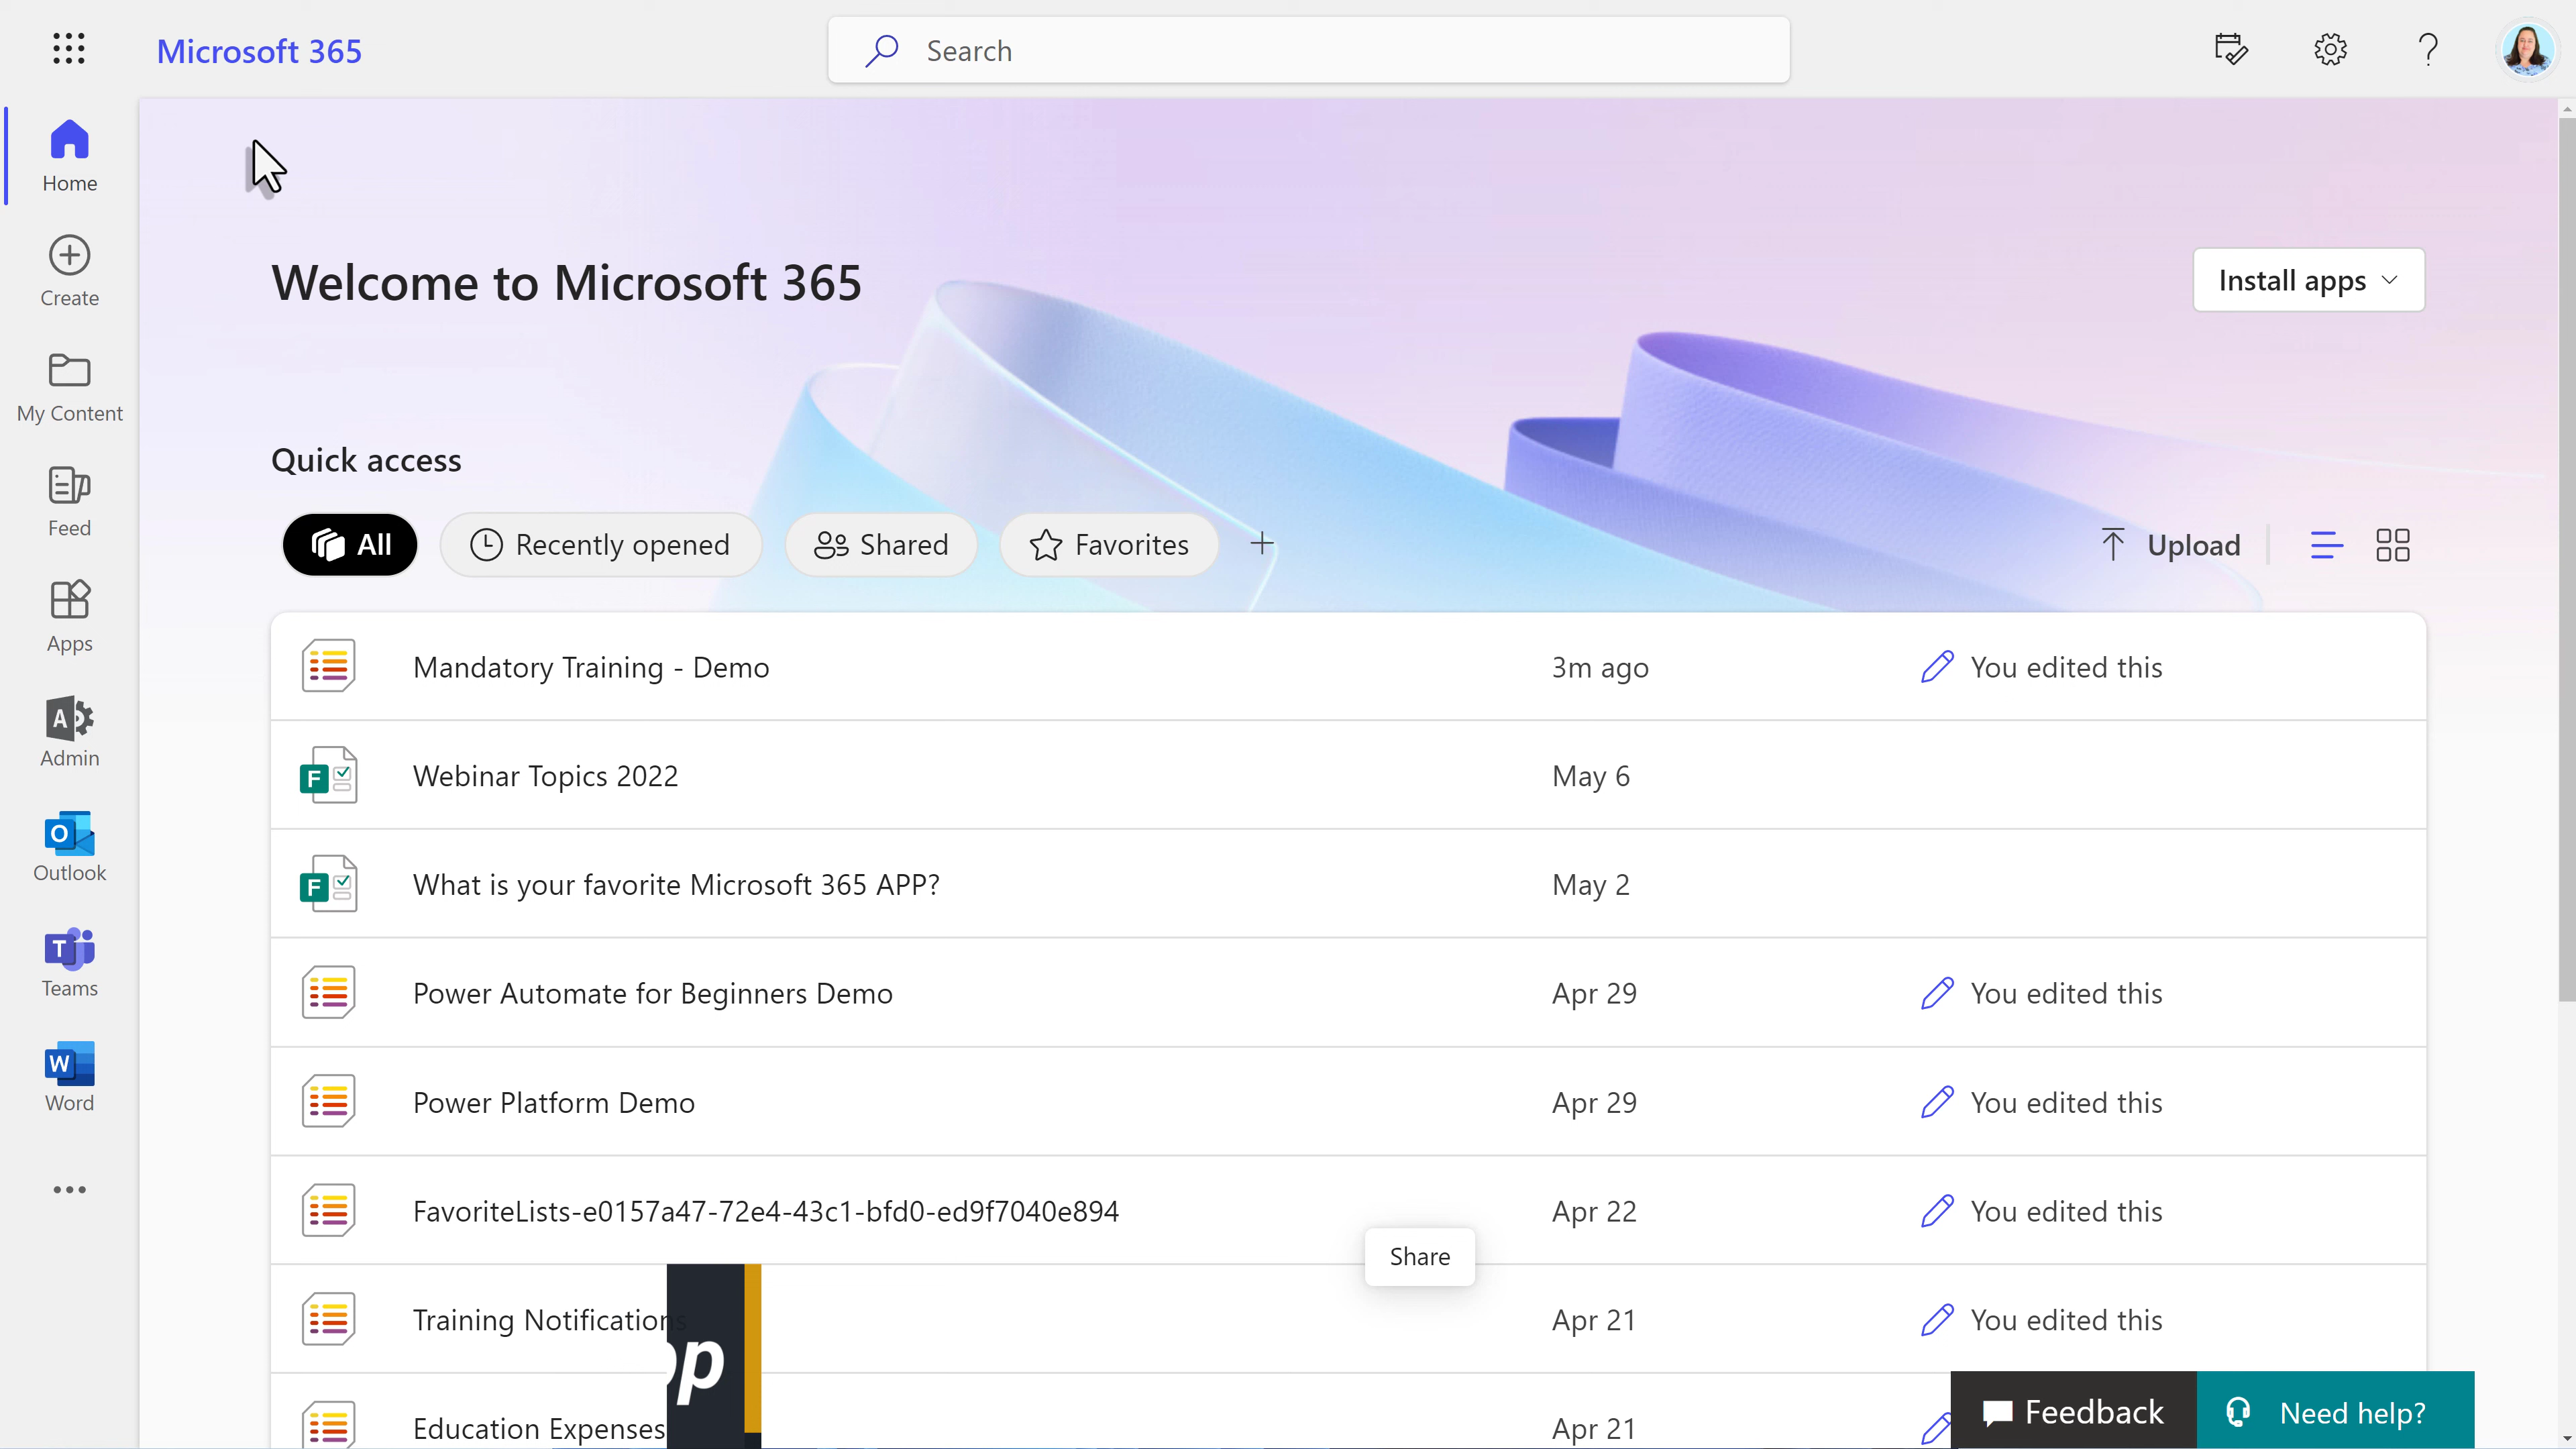 Microsoft 365
Search
Home
Create
My Content
Feed
Apps
Admin
Outlook
Teams
Word
Welcome to Microsoft 365
Install apps
Quick access
All
Recently opened
Shared
Favorites
Upload
Mandatory Training - Demo 3m ago You edited this
Webinar Topics 2022 May 6
What is your favorite Microsoft 365 APP? May 2
Power Automate for Beginners Demo Apr 29 You edited this
Power Platform Demo Apr 29 You edited this
FavoriteLists-e0157a47-72e4-43c1-bfd0-ed9f7040e894 Apr 22 You edited this
Share
Training Notifications Apr 21 You edited this
Education Expenses Apr 21
Feedback
Need help?